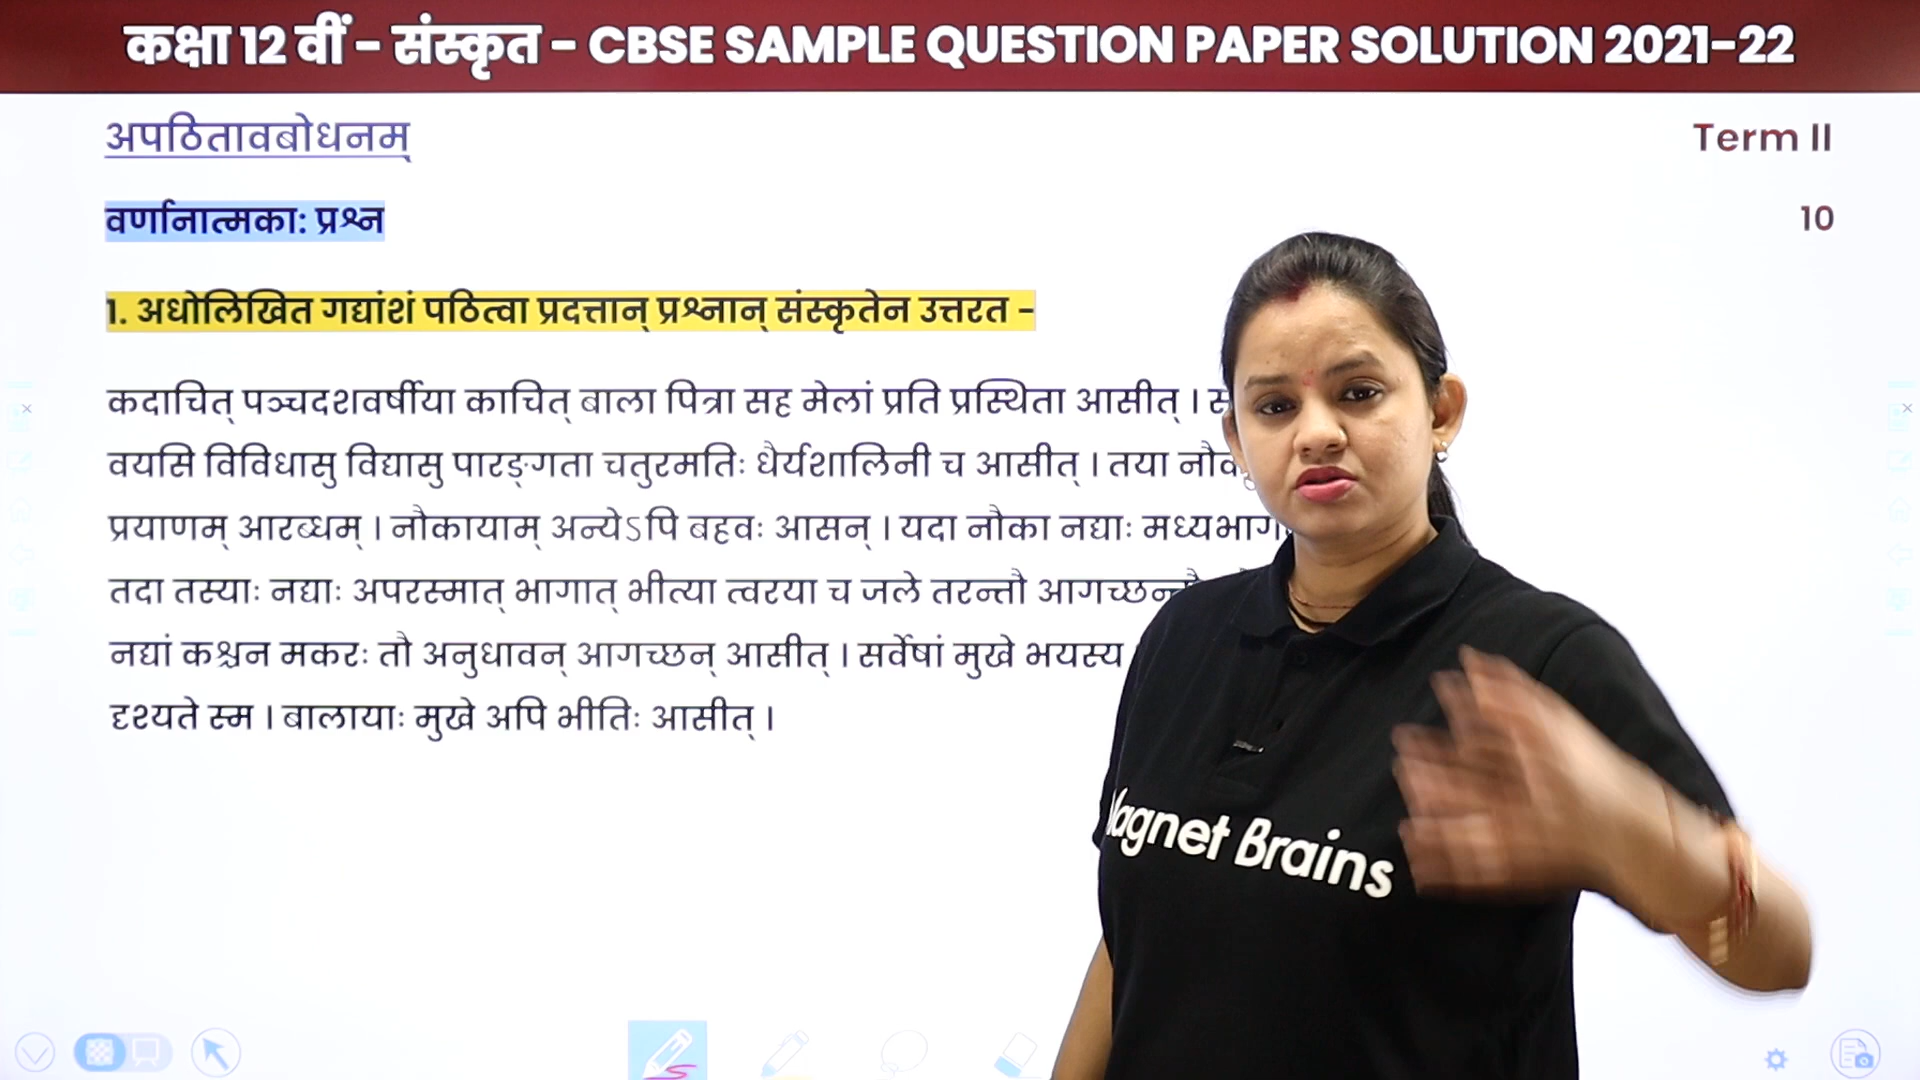 कक्षा 12 वीं - संस्कृत - CBSE SAMPLE QUESTION PAPER SOLUTION 2021-22
अपठितावबोधनम्
Term II
वर्णानात्मका: प्रश्न
10
1. अधोलिखित गद्यांशं पठित्वा प्रदत्तान् प्रश्नान् संस्कृतेन उत्तरत -
कदाचित् पञ्चदशवर्षीया काचित् बाला पित्रा सह मेलां प्रति प्रस्थिता आसीत् ।
वयसि विविधासु विद्यासु पारङ्गता चतुरमतिः धैर्यशालिनी च आसीत् । तया
प्रयाणम् आरब्धम् । नौकायाम् अन्येऽपि बहवः आसन् । यदा नौका नद्याः
तदा तस्याः नद्याः अपरस्मात् भागात् भीत्या त्वरया च जले तरन्तौ
नद्यां कश्चन मकरः तौ अनुधावन् आगच्छन् आसीत् । सर्वेषां मुखे भयस्य
दृश्यते स्म । बालायाः मुखे अपि भीतिः आसीत् ।
Magnet Brains